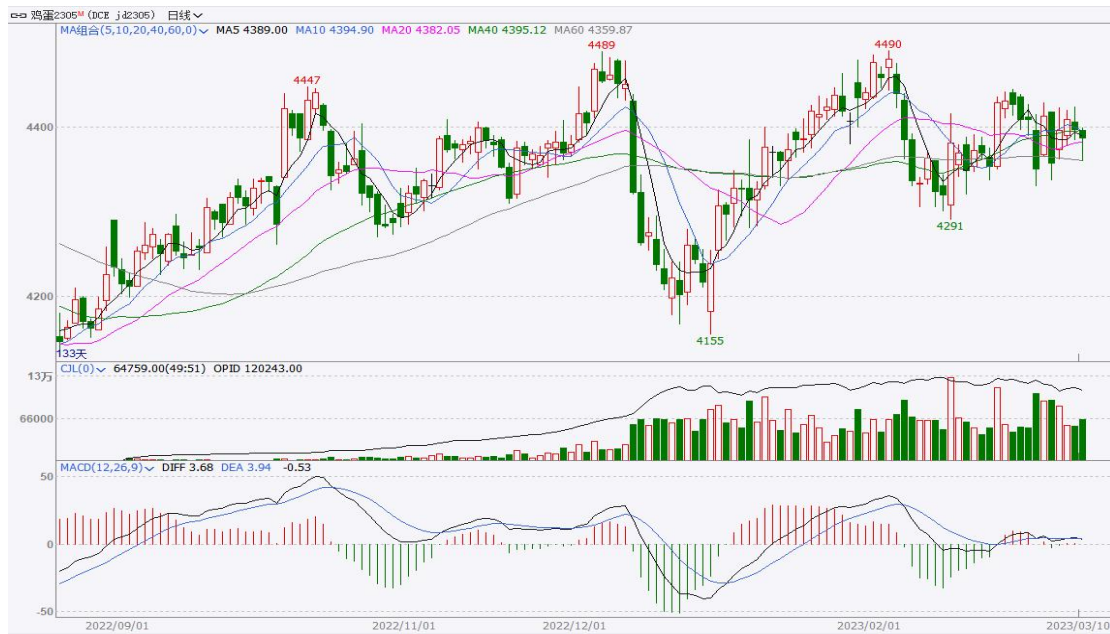 鸡蛋2305M (DCE jd2305) 日线
MA组合(5,10,20,40,60,0) MA5 4389.00 MA10 4394.90 MA20 4382.05 MA40 4395.12 MA60 4359.87
4489
4490
4447
4400
4291
4200
4155
133天
CJL(0) 64759.00(49:51) OPID 120243.00
13万
66000
MACD(12,26,9) DIFF 3.68 DEA 3.94 -0.53
50
0
-50
2022/09/01 2022/11/01 2022/12/01 2023/02/01 2023/03/10